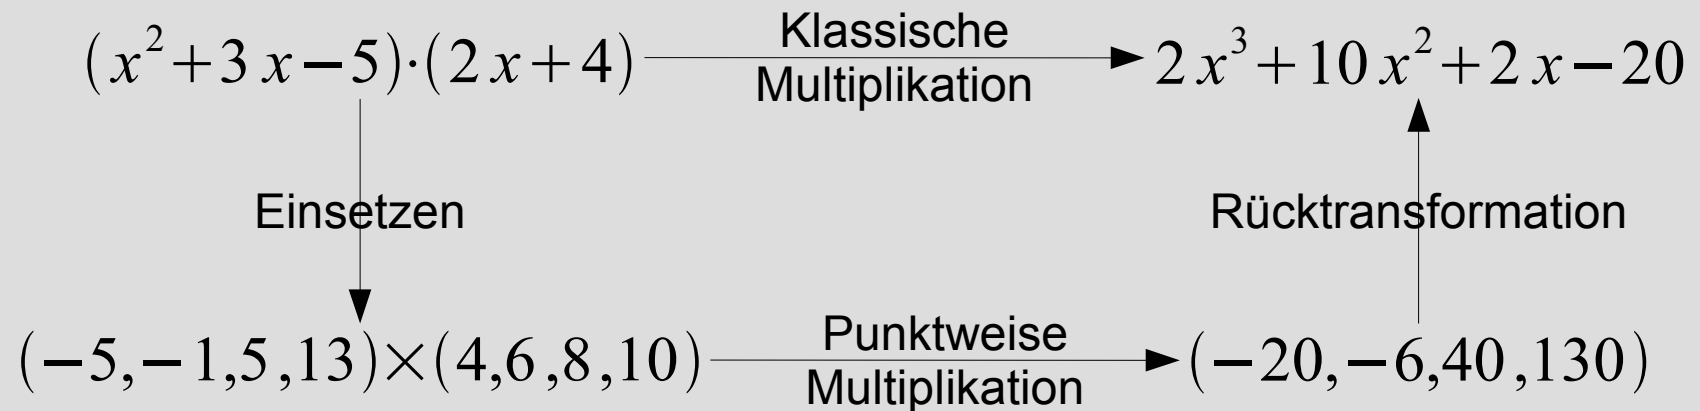 (x²+3x−5)·(2x+4)
Klassische
Multiplikation
2x³+10x²+2x−20
Einsetzen
Rücktransformation
(−5,−1,5,13)×(4,6,8,10)
Punktweise
Multiplikation
(−20,−6,40,130)